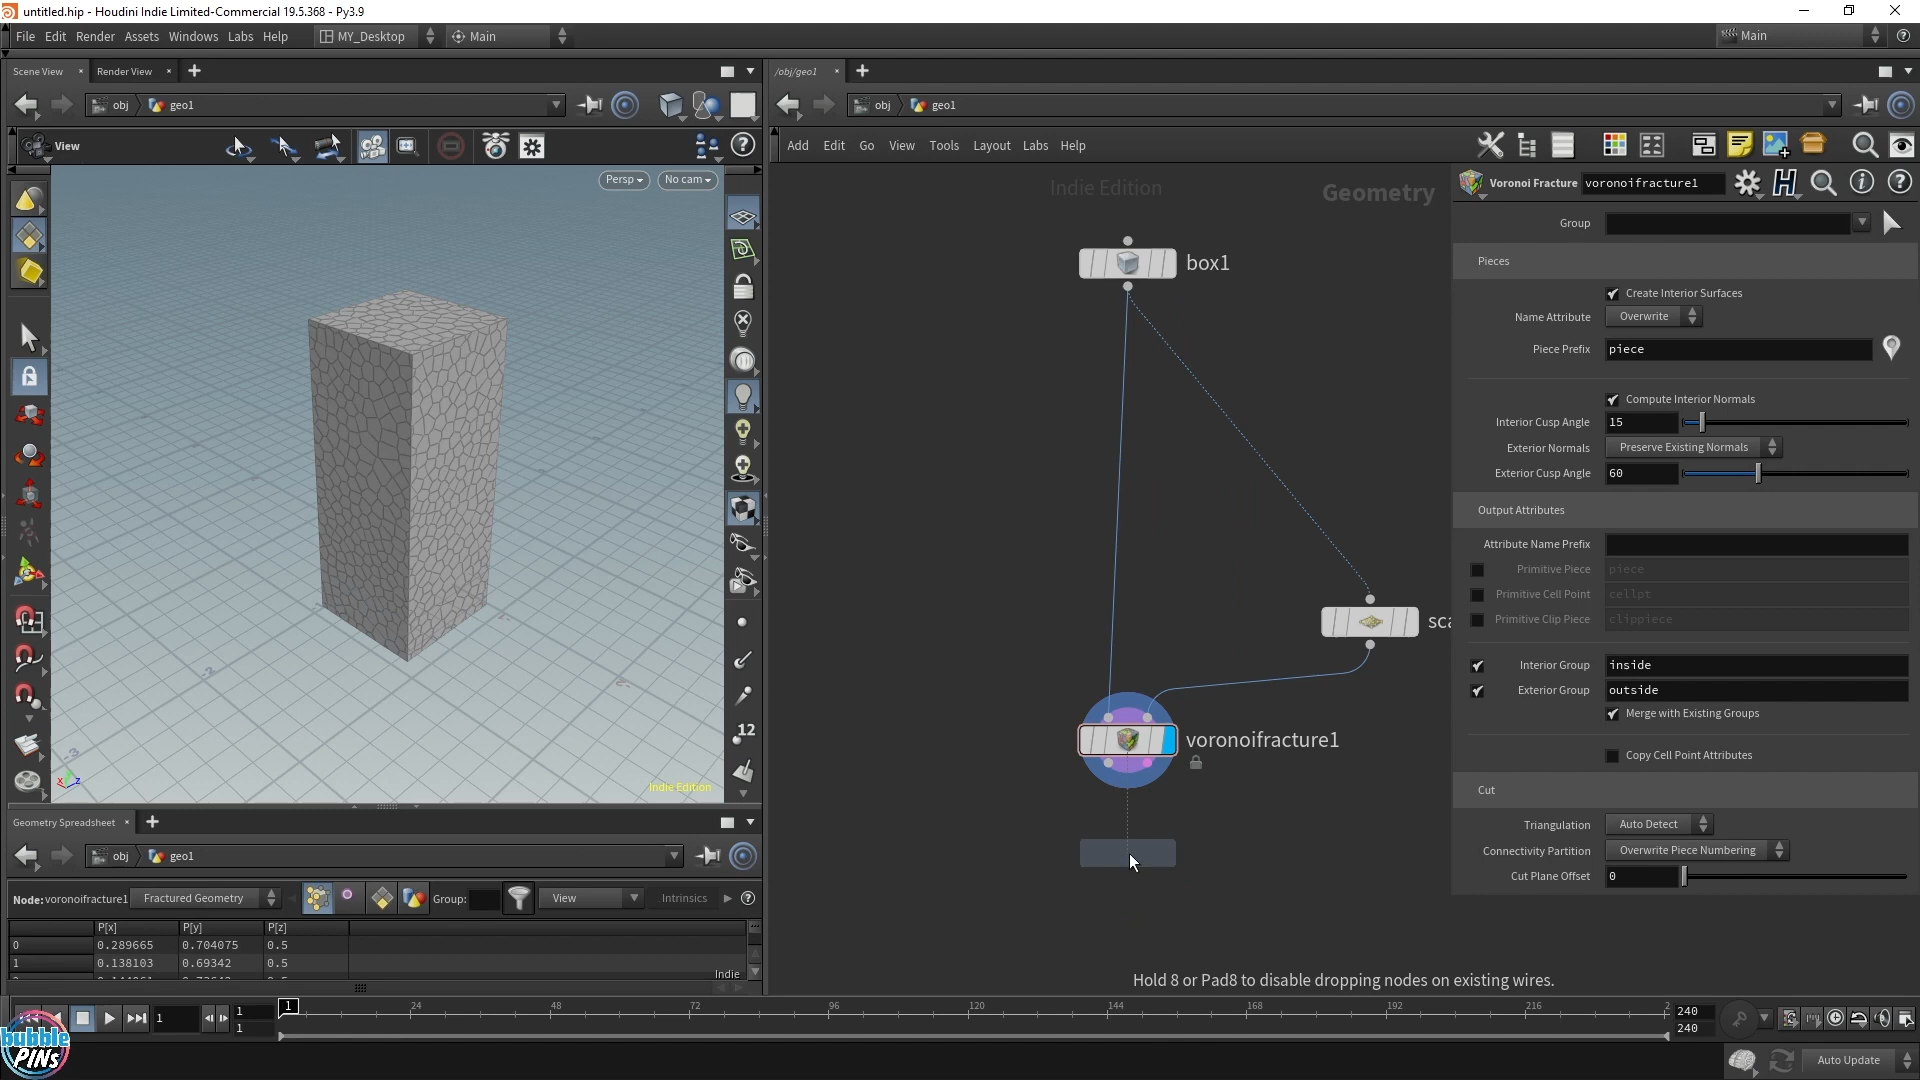 untitled.hip - Houdini Indie Limited-Commercial 19.5.368 - Py3.9
File Edit Render Assets Windows Labs Help
MY_Desktop
Main
Main
Scene View
Render View
/obj/geo1
obj
geo1
obj
geo1
View
Add Edit Go View Tools Layout Labs Help
Persp
No cam
Indie Edition
Geometry
Voronoi Fracture
voronoifracture1
Group
Pieces
Create Interior Surfaces
Name Attribute
Overwrite
Piece Prefix
piece
Compute Interior Normals
Interior Cusp Angle
15
Exterior Normals
Preserve Existing Normals
Exterior Cusp Angle
60
Output Attributes
Attribute Name Prefix
Primitive Piece
piece
Primitive Cell Point
cellpt
Primitive Clip Piece
clippiece
Interior Group
inside
Exterior Group
outside
Merge with Existing Groups
Copy Cell Point Attributes
Cut
Triangulation
Auto Detect
Connectivity Partition
Overwrite Piece Numbering
Cut Plane Offset
0
box1
sca
voronoifracture1
Hold 8 or Pad8 to disable dropping nodes on existing wires.
12
x z
Indie Edition
Geometry Spreadsheet
obj
geo1
Node: voronoifracture1
Fractured Geometry
Group:
View
Intrinsics
P[x] P[y] P[z]
0 0.289665 0.704075 0.5
1 0.138103 0.69342 0.5
Indie
1
1
1
1
24 48 72 96 120 144 168 192 216 2
240
240
Auto Update
bubble
PiNs